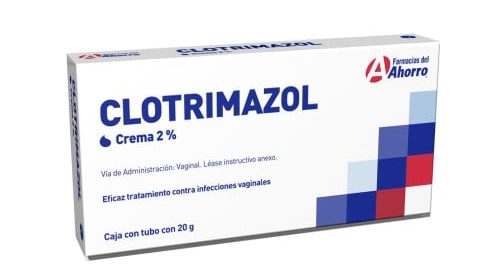 CLOTRIMAZOL
Farmacias del
Ahorro
CLOTRIMAZOL
Crema 2 %
Vía de Administración: Vaginal. Léase instructivo anexo.
Eficaz tratamiento contra infecciones vaginales
Caja con tubo con 20 g